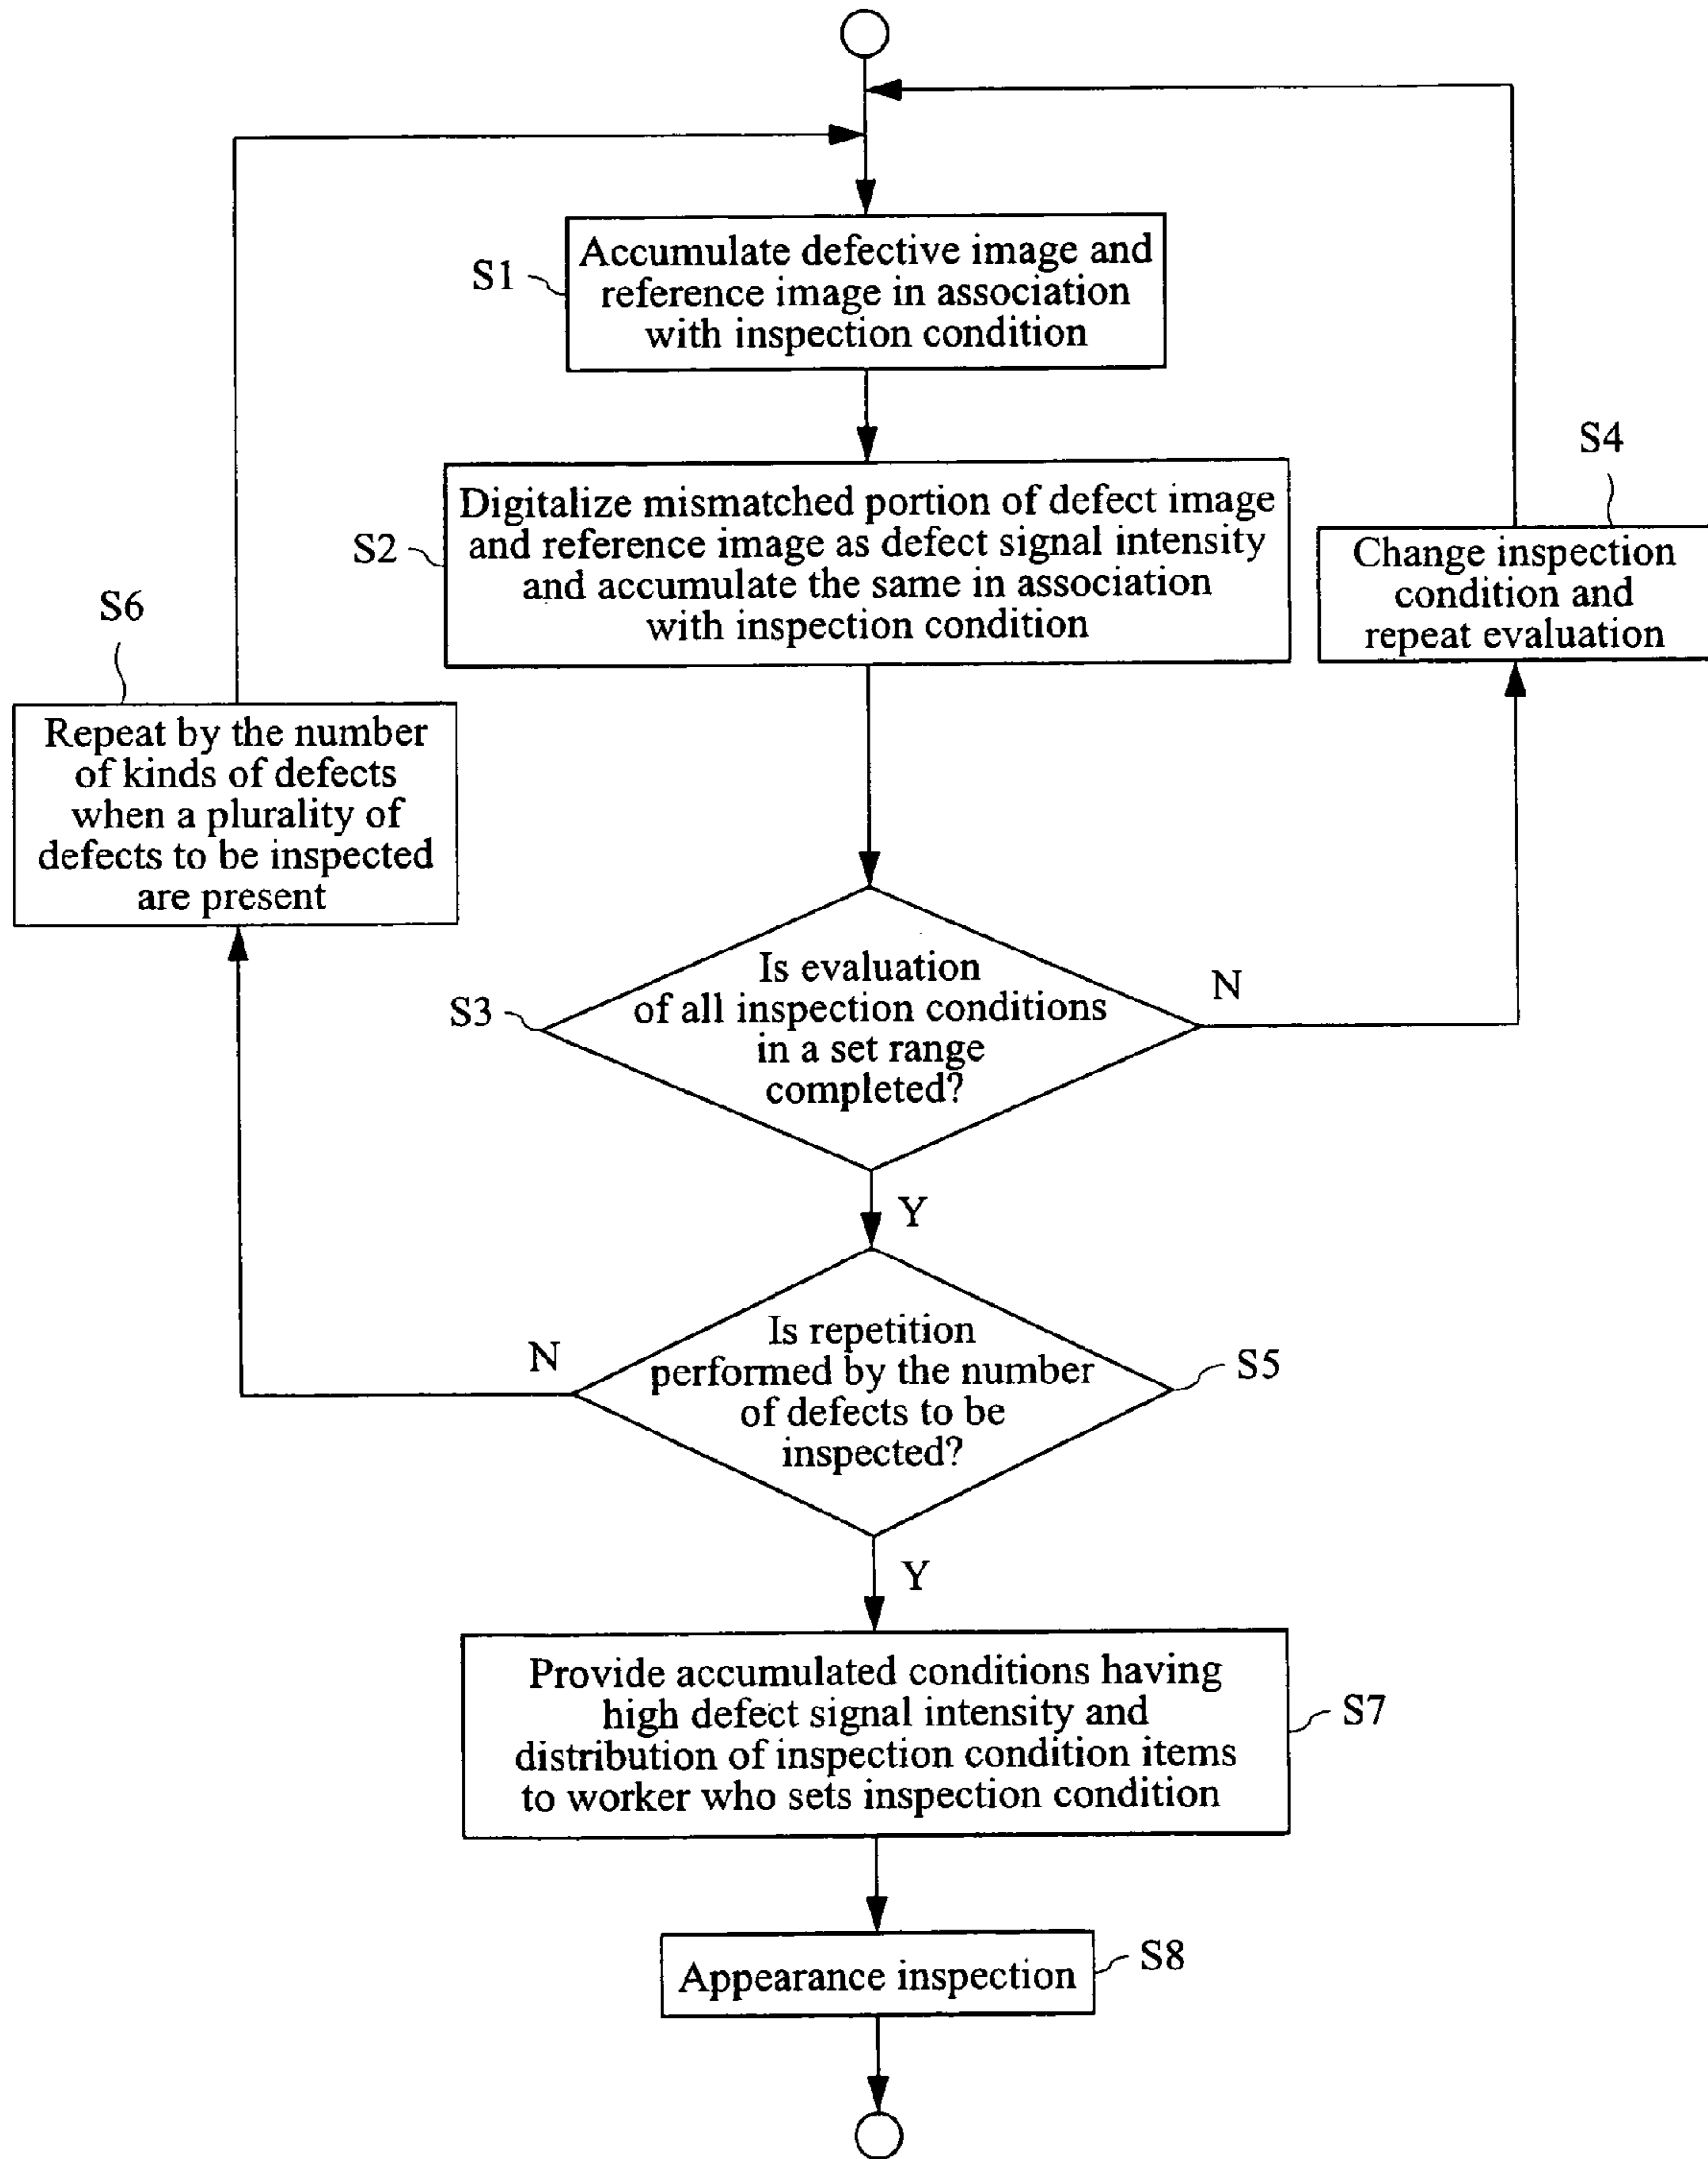 S1
Accumulate defective image and
reference image in association
with inspection condition
S2
Digitalize mismatched portion of defect image
and reference image as defect signal intensity
and accumulate the same in association
with inspection condition
S4
Change inspection
condition and
repeat evaluation
S6
Repeat by the number
of kinds of defects
when a plurality of
defects to be inspected
are present
S3
Is evaluation
of all inspection conditions
in a set range
completed?
N
Y
N
Is repetition
performed by the number
of defects to be
inspected?
S5
Y
Provide accumulated conditions having
high defect signal intensity and
distribution of inspection condition items
to worker who sets inspection condition
S7
Appearance inspection
S8